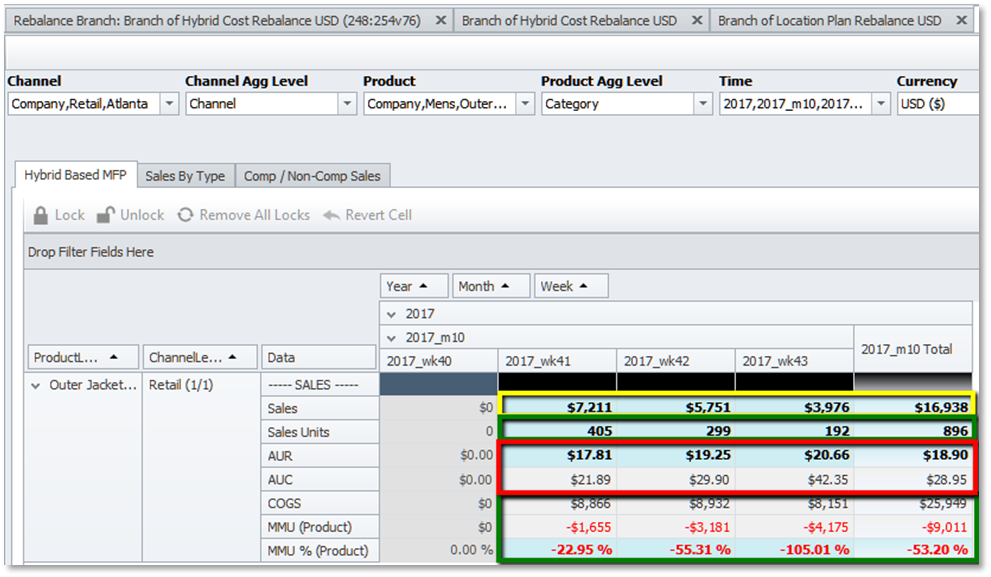 Rebalance Branch: Branch of Hybrid Cost Rebalance USD (248:254v76) Branch of Hybrid Cost Rebalance USD Branch of Location Plan Rebalance USD
Channel Channel Agg Level Product Product Agg Level Time Currency
Company,Retail,Atlanta Channel Company,Mens,Outer... Category 2017,2017_m10,2017... USD ($)
Hybrid Based MFP Sales By Type Comp / Non-Comp Sales
Lock Unlock Remove All Locks Revert Cell
Drop Filter Fields Here
Year Month Week
2017
2017_m10
ProductL... ChannelLe... Data 2017_wk40 2017_wk41 2017_wk42 2017_wk43 2017_m10 Total
Outer Jacket... Retail (1/1) ----- SALES -----
Sales $0 $7,211 $5,751 $3,976 $16,938
Sales Units 0 405 299 192 896
AUR $0.00 $17.81 $19.25 $20.66 $18.90
AUC $0.00 $21.89 $29.90 $42.35 $28.95
COGS $0 $8,866 $8,932 $8,151 $25,949
MMU (Product) $0 -$1,655 -$3,181 -$4,175 -$9,011
MMU % (Product) 0.00 % -22.95 % -55.31 % -105.01 % -53.20 %